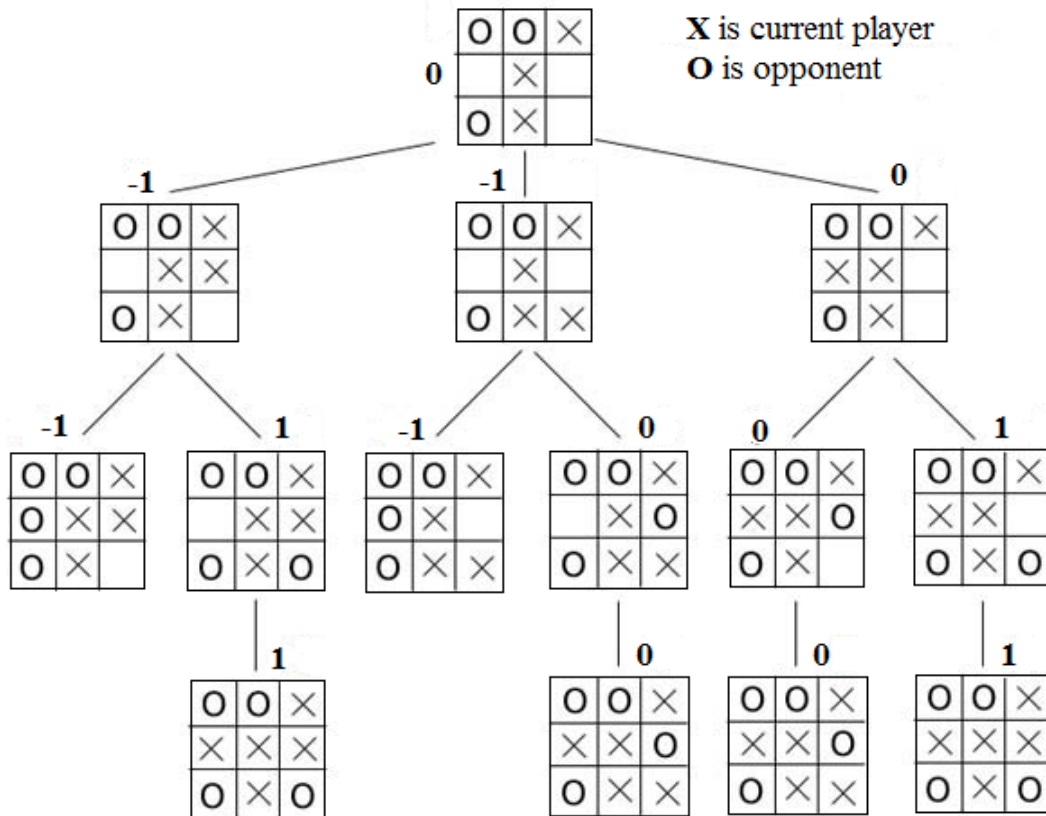 O O × X is current player
0 × O is opponent
O ×
-1 -1 0
O O × O O × O O ×
× × × × ×
O × O × × O ×
-1 1 -1 0 0 1
O O × O O × O O × O O × O O × O O ×
O × × × × O × × O × × O × ×
O × O × O O × × O × × O × O × O
1 0 0 1
O O × O O × O O × O O ×
× × × × × O × × O × × ×
O × O O × × O × × O × O